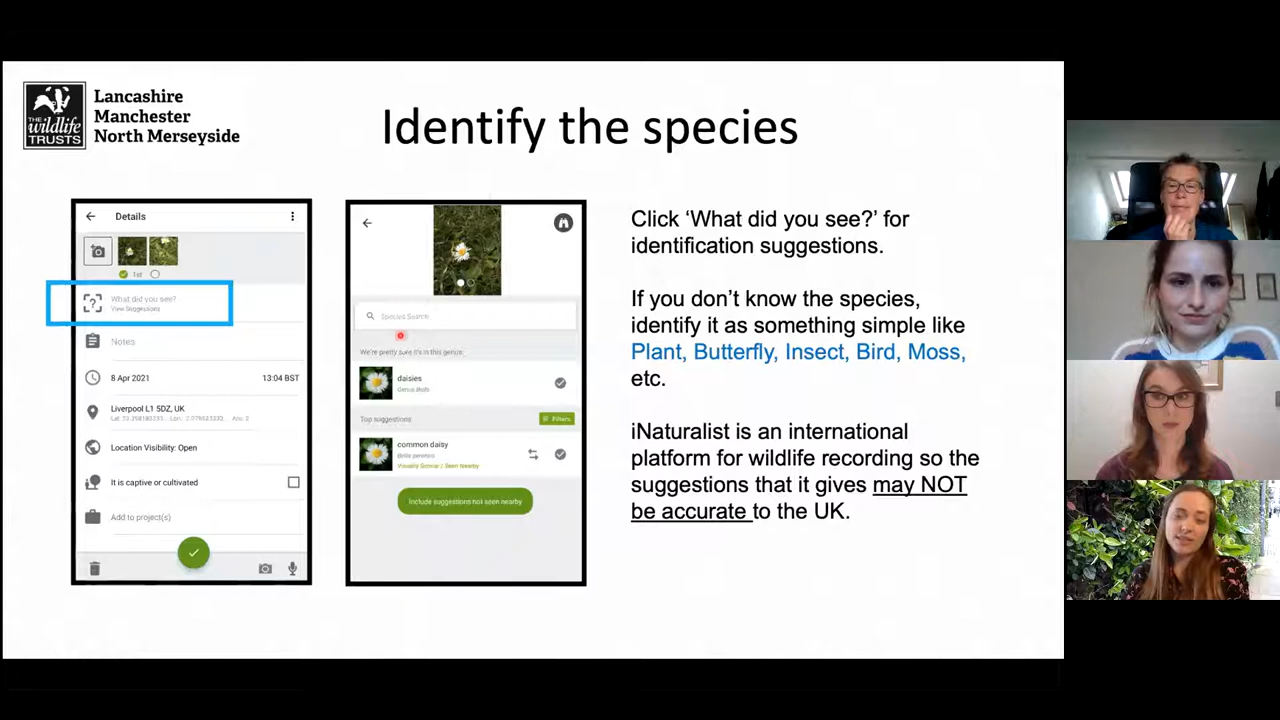 THE
wildlife
TRUSTS
Lancashire
Manchester
North Merseyside
Identify the species
Details
1st
What did you see?
View Suggestions
Notes
8 Apr 2021
13:04 BST
Liverpool L1 5DZ, UK
Location Visibility: Open
It is captive or cultivated
Add to project(s)
Species Search
We're pretty sure it's in this genus:
daisies
Genus Bellis
Top suggestions
Filters
common daisy
Bellis perennis
Visually Similar / Seen Nearby
Include suggestions not seen nearby
Click ‘What did you see?’ for
identification suggestions.
If you don’t know the species,
identify it as something simple like
Plant, Butterfly, Insect, Bird, Moss,
etc.
iNaturalist is an international
platform for wildlife recording so the
suggestions that it gives may NOT
be accurate to the UK.